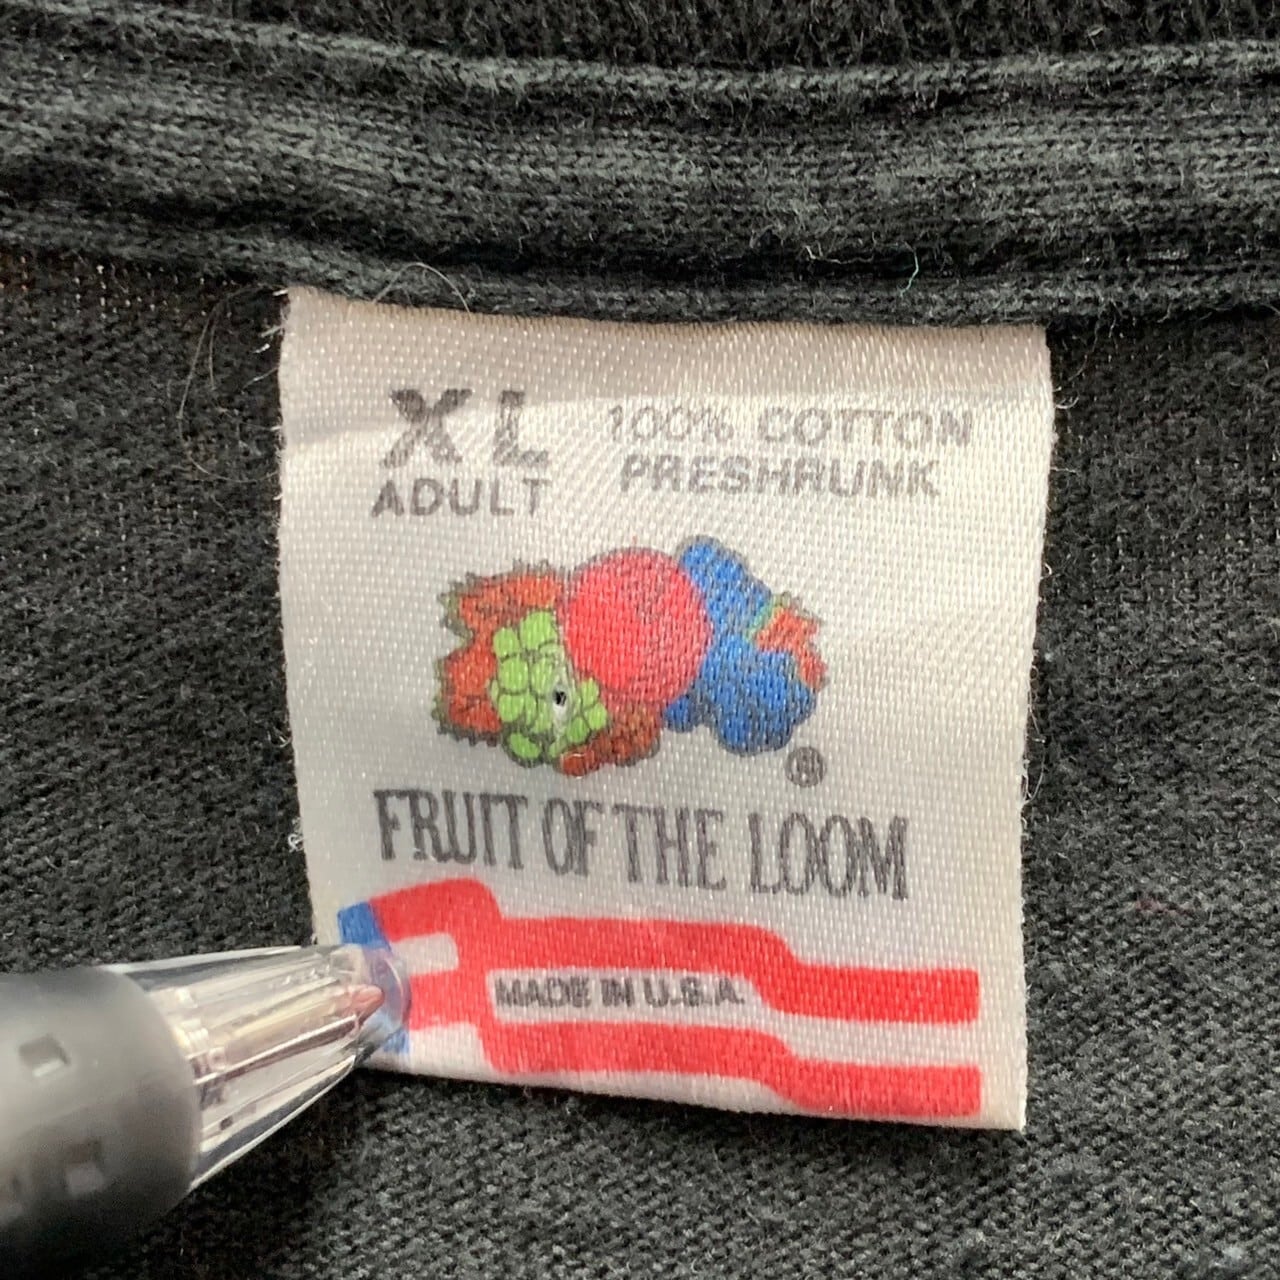 XL 100% COTTON
ADULT PRESHRUNK
®
FRUIT OF THE LOOM
MADE IN U.S.A.